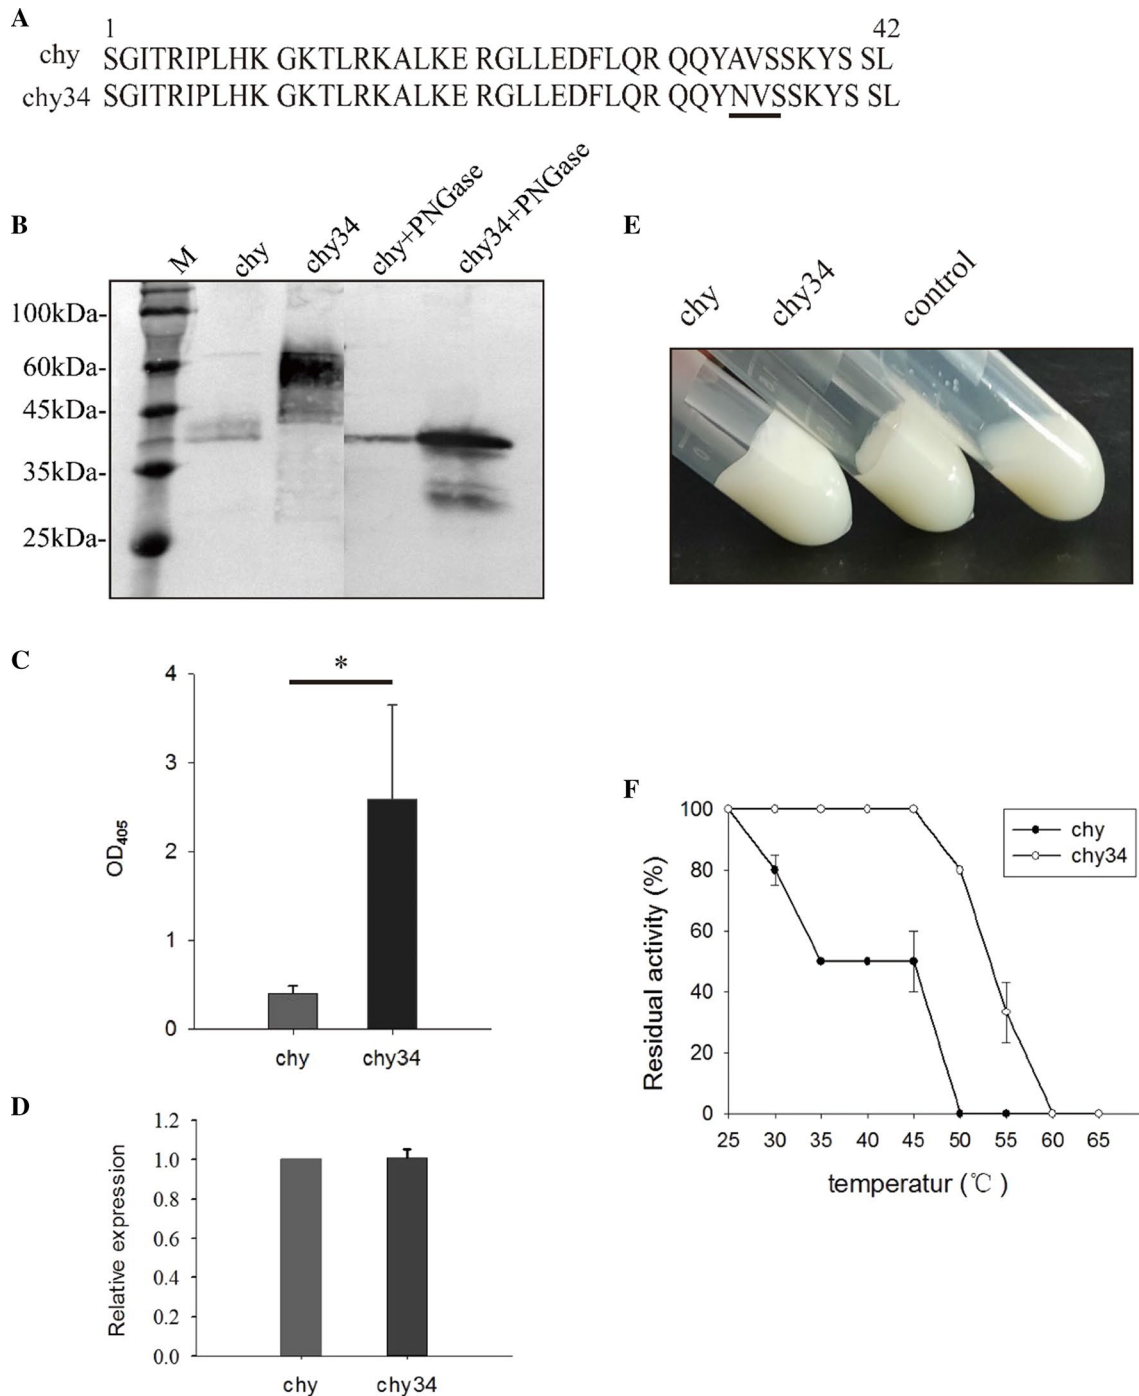 A
1 42
chy SGITRIPLHK GKTLRKALKE RGLLEDFLQR QQYAVSSKYS SL
chy34 SGITRIPLHK GKTLRKALKE RGLLEDFLQR QQYNVSSKYS SL
B
M chy chy34 chy+PNGase chy34+PNGase
100kDa-
60kDa-
45kDa-
35kDa-
25kDa-
E
chy chy34 control
C
*
4
3
2
1
0
OD405
chy chy34
D
1.2
1.0
0.8
0.6
0.4
0.2
0.0
Relative expression
chy chy34
F
100
80
60
40
20
0
Residual activity (%)
chy
chy34
25 30 35 40 45 50 55 60 65
temperatur (℃)